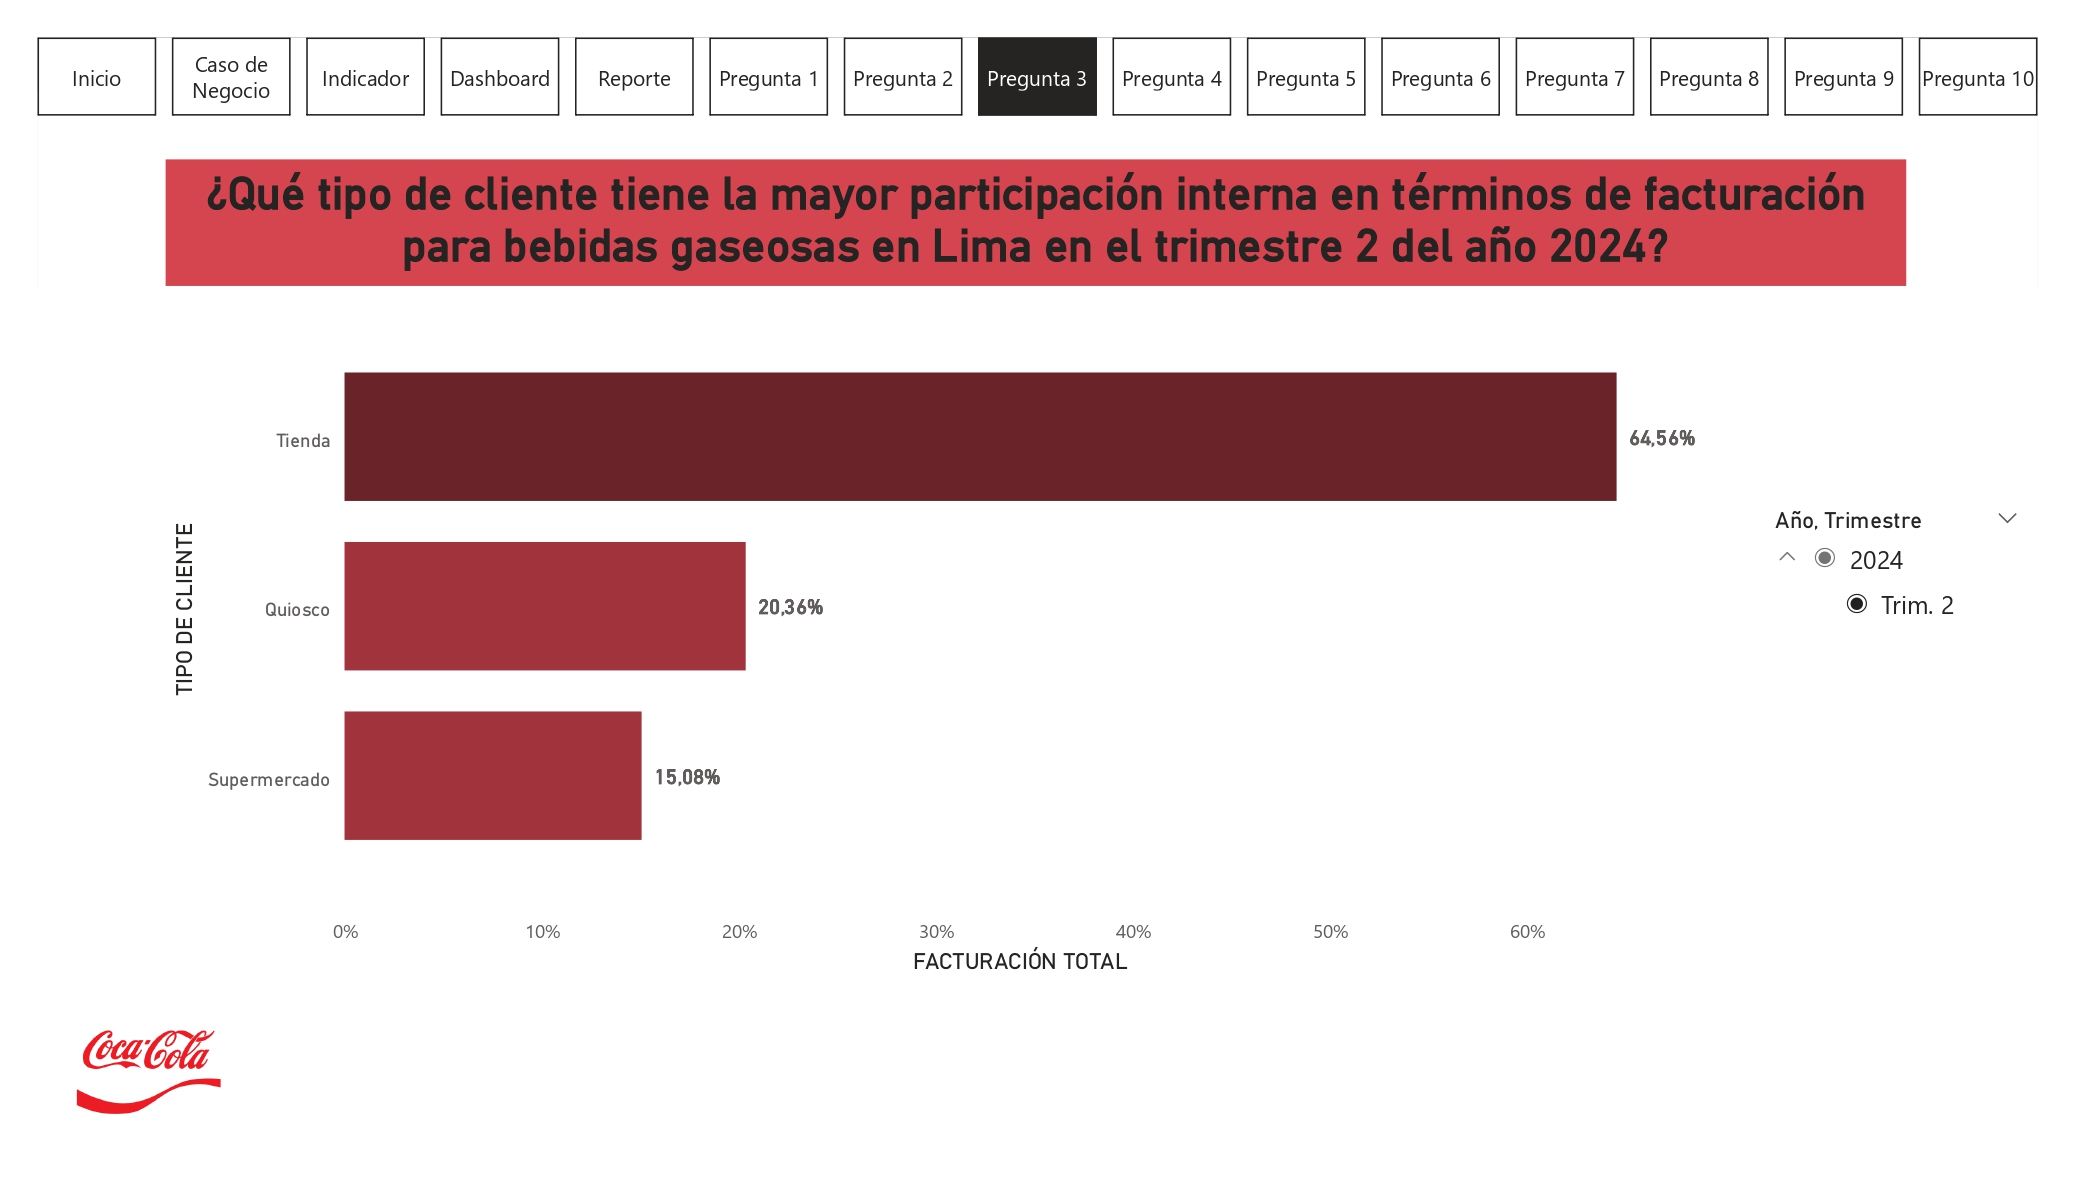 Inicio
Caso de
Negocio
Indicador
Dashboard
Reporte
Pregunta 1
Pregunta 2
Pregunta 3
Pregunta 4
Pregunta 5
Pregunta 6
Pregunta 7
Pregunta 8
Pregunta 9
Pregunta 10
¿Qué tipo de cliente tiene la mayor participación interna en términos de facturación
para bebidas gaseosas en Lima en el trimestre 2 del año 2024?
TIPO DE CLIENTE
Tienda
64,56%
Quiosco
20,36%
Supermercado
15,08%
0%
10%
20%
30%
40%
50%
60%
FACTURACIÓN TOTAL
Año, Trimestre
2024
Trim. 2
Coca-Cola